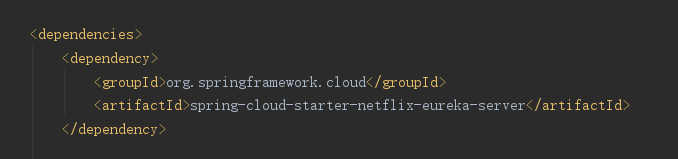 <dependencies>
<dependency>
<groupId>org.springframework.cloud</groupId>
<artifactId>spring-cloud-starter-netflix-eureka-server</artifactId>
</dependency>